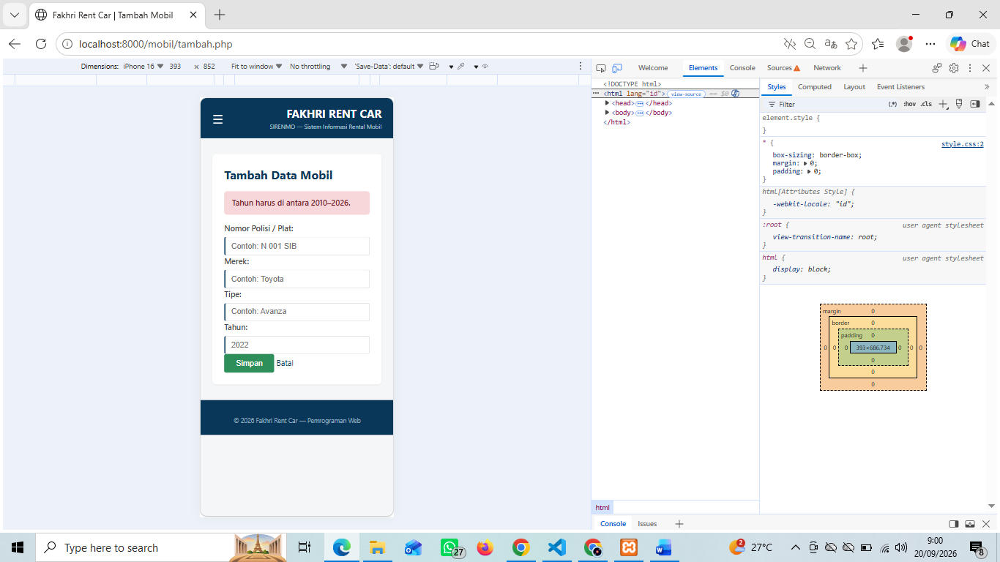 Fakhri Rent Car | Tambah Mobil
localhost:8000/mobil/tambah.php
Chat
Dimensions: iPhone 16 393 × 852 Fit to window No throttling 'Save-Data': default
Welcome Elements Console Sources Network
FAKHRI RENT CAR
SIRENMO — Sistem Informasi Rental Mobil
Tambah Data Mobil
Tahun harus di antara 2010–2026.
Nomor Polisi / Plat:
Contoh: N 001 SIB
Merek:
Contoh: Toyota
Tipe:
Contoh: Avanza
Tahun:
2022
Simpan Batal
© 2026 Fakhri Rent Car — Pemrograman Web
<!DOCTYPE html>
<html lang="id"> view-source == $0
<head> </head>
<body> </body>
</html>
html
Styles Computed Layout Event Listeners
Filter :hov .cls
element.style {
}
* { style.css:2
box-sizing: border-box;
margin: 0;
padding: 0;
}
html[Attributes Style] {
-webkit-locale: "id";
}
:root { user agent stylesheet
view-transition-name: root;
}
html { user agent stylesheet
display: block;
}
margin 0
border 0
padding 0
0 0 0 393×686.734 0 0 0
0
0
0
Console Issues
Type here to search
27
2
27°C
9:00
20/09/2026
8